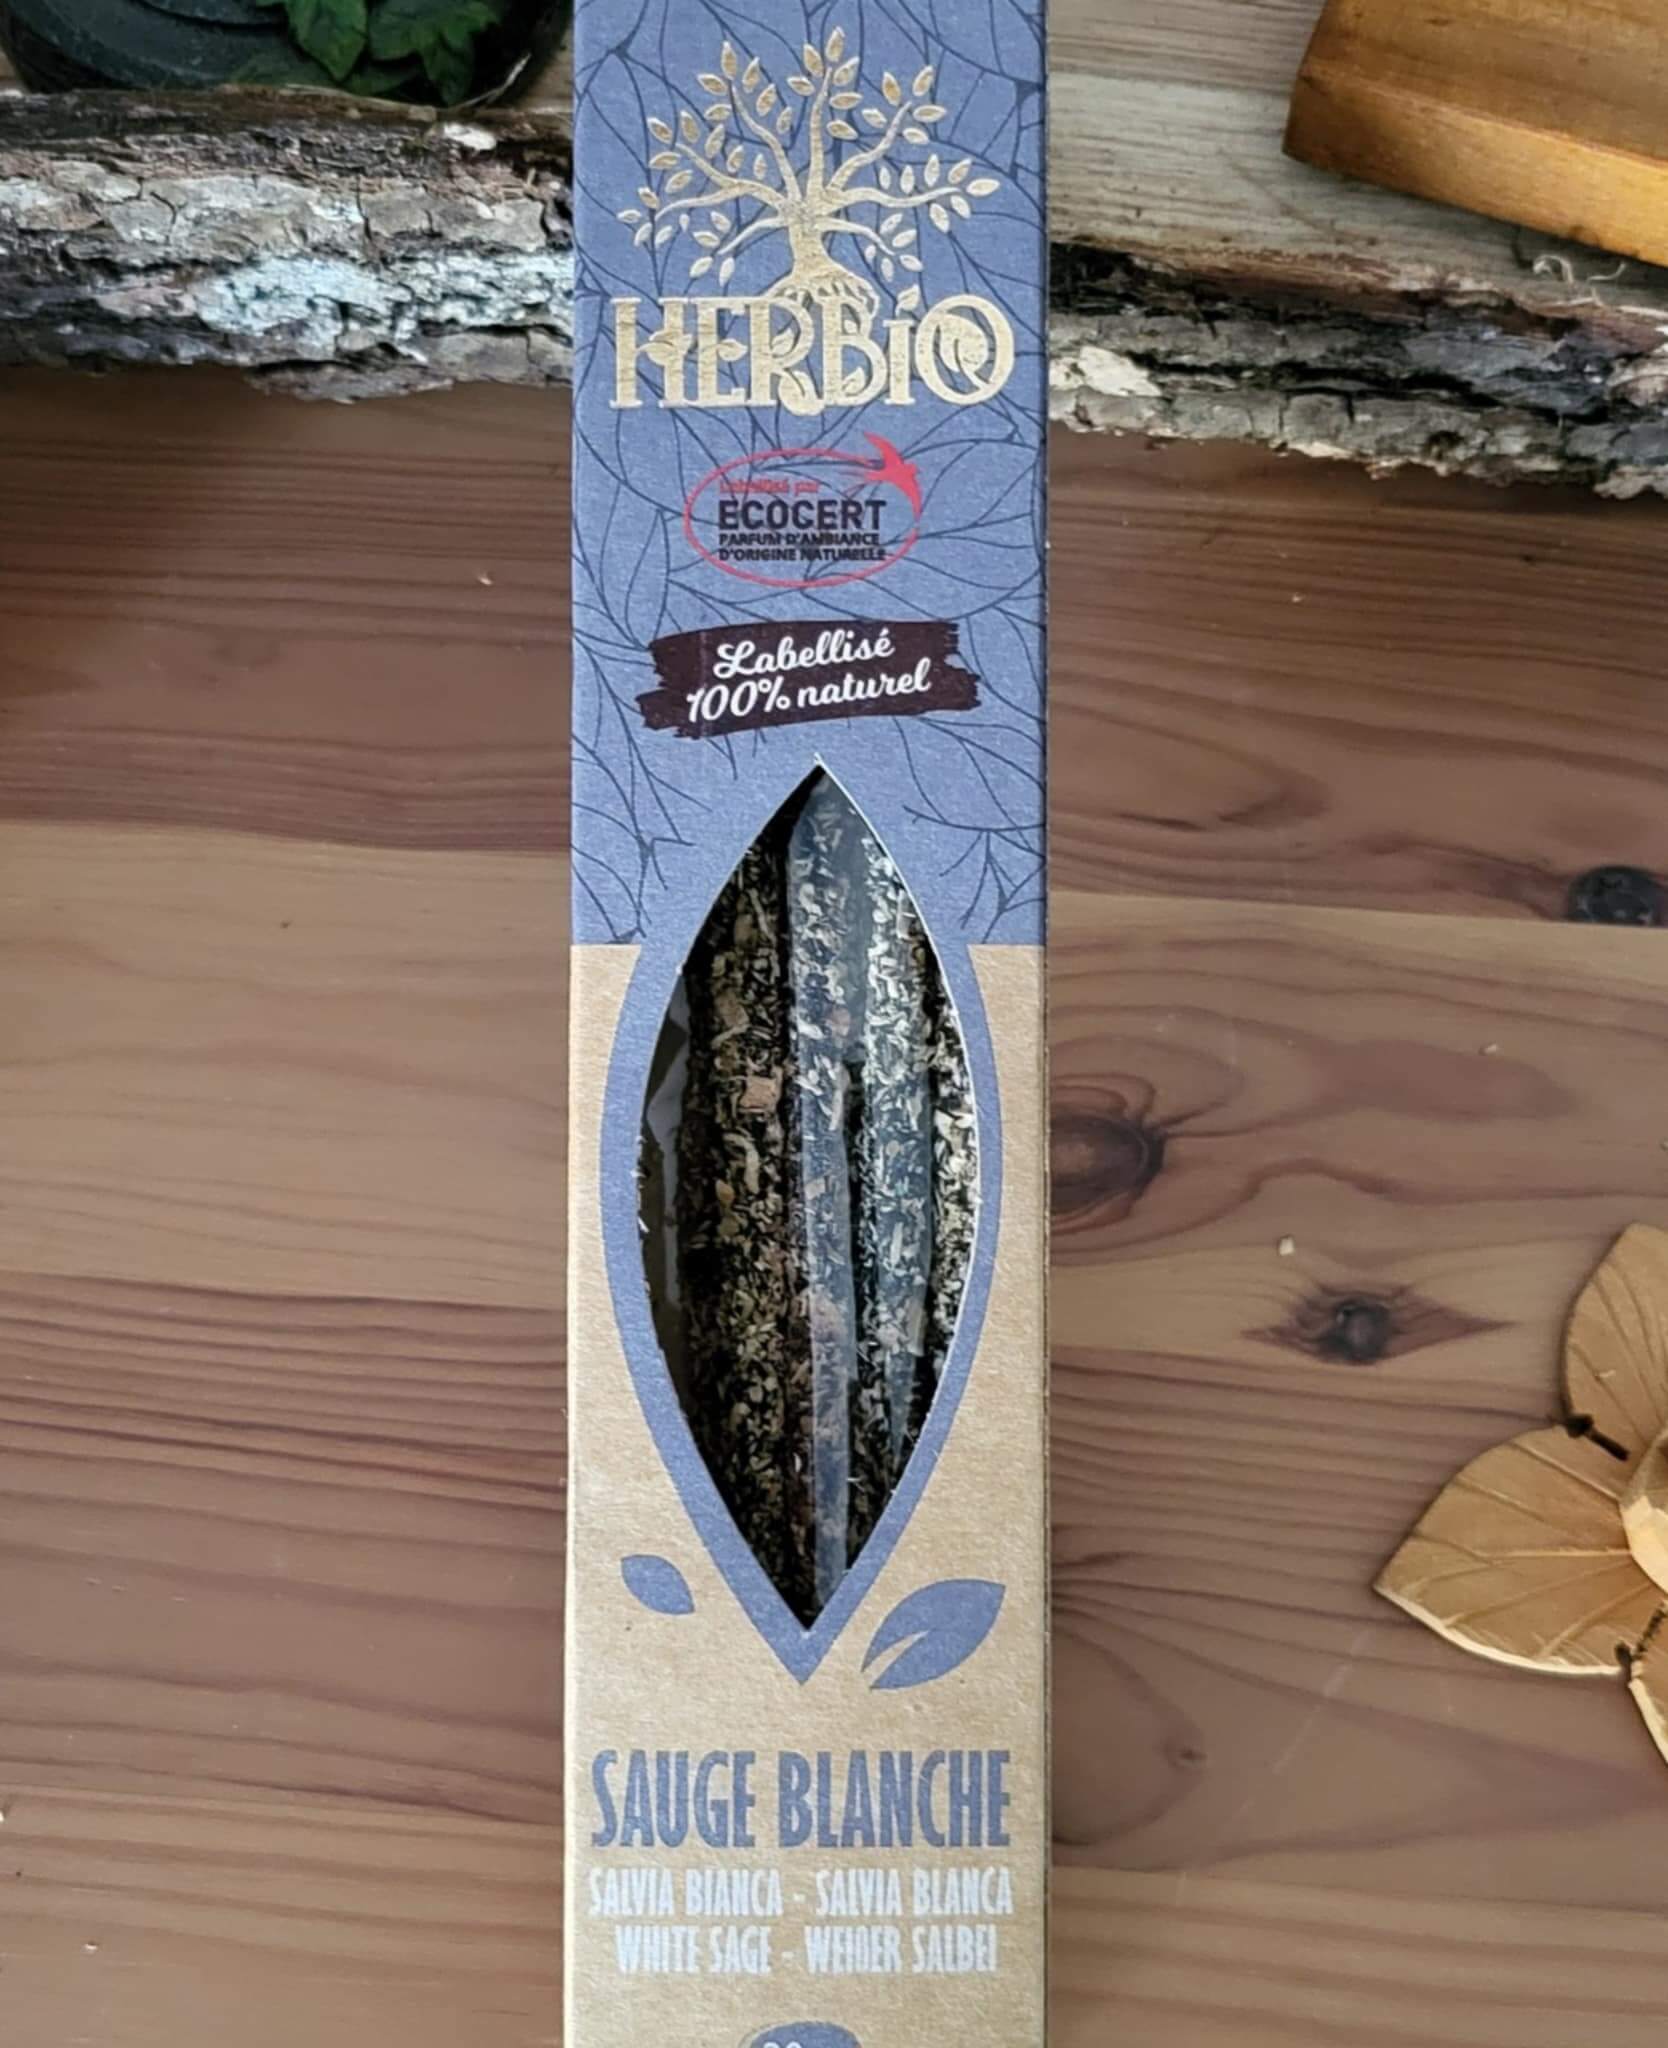 HERBiO
Labellisé par
ECOCERT
PARFUM D'AMBIANCE
D'ORIGINE NATURELLE
Labellisé
100% naturel
SAUGE BLANCHE
SALVIA BIANCA - SALVIA BLANCA
WHITE SAGE - WEIDER SALBEI